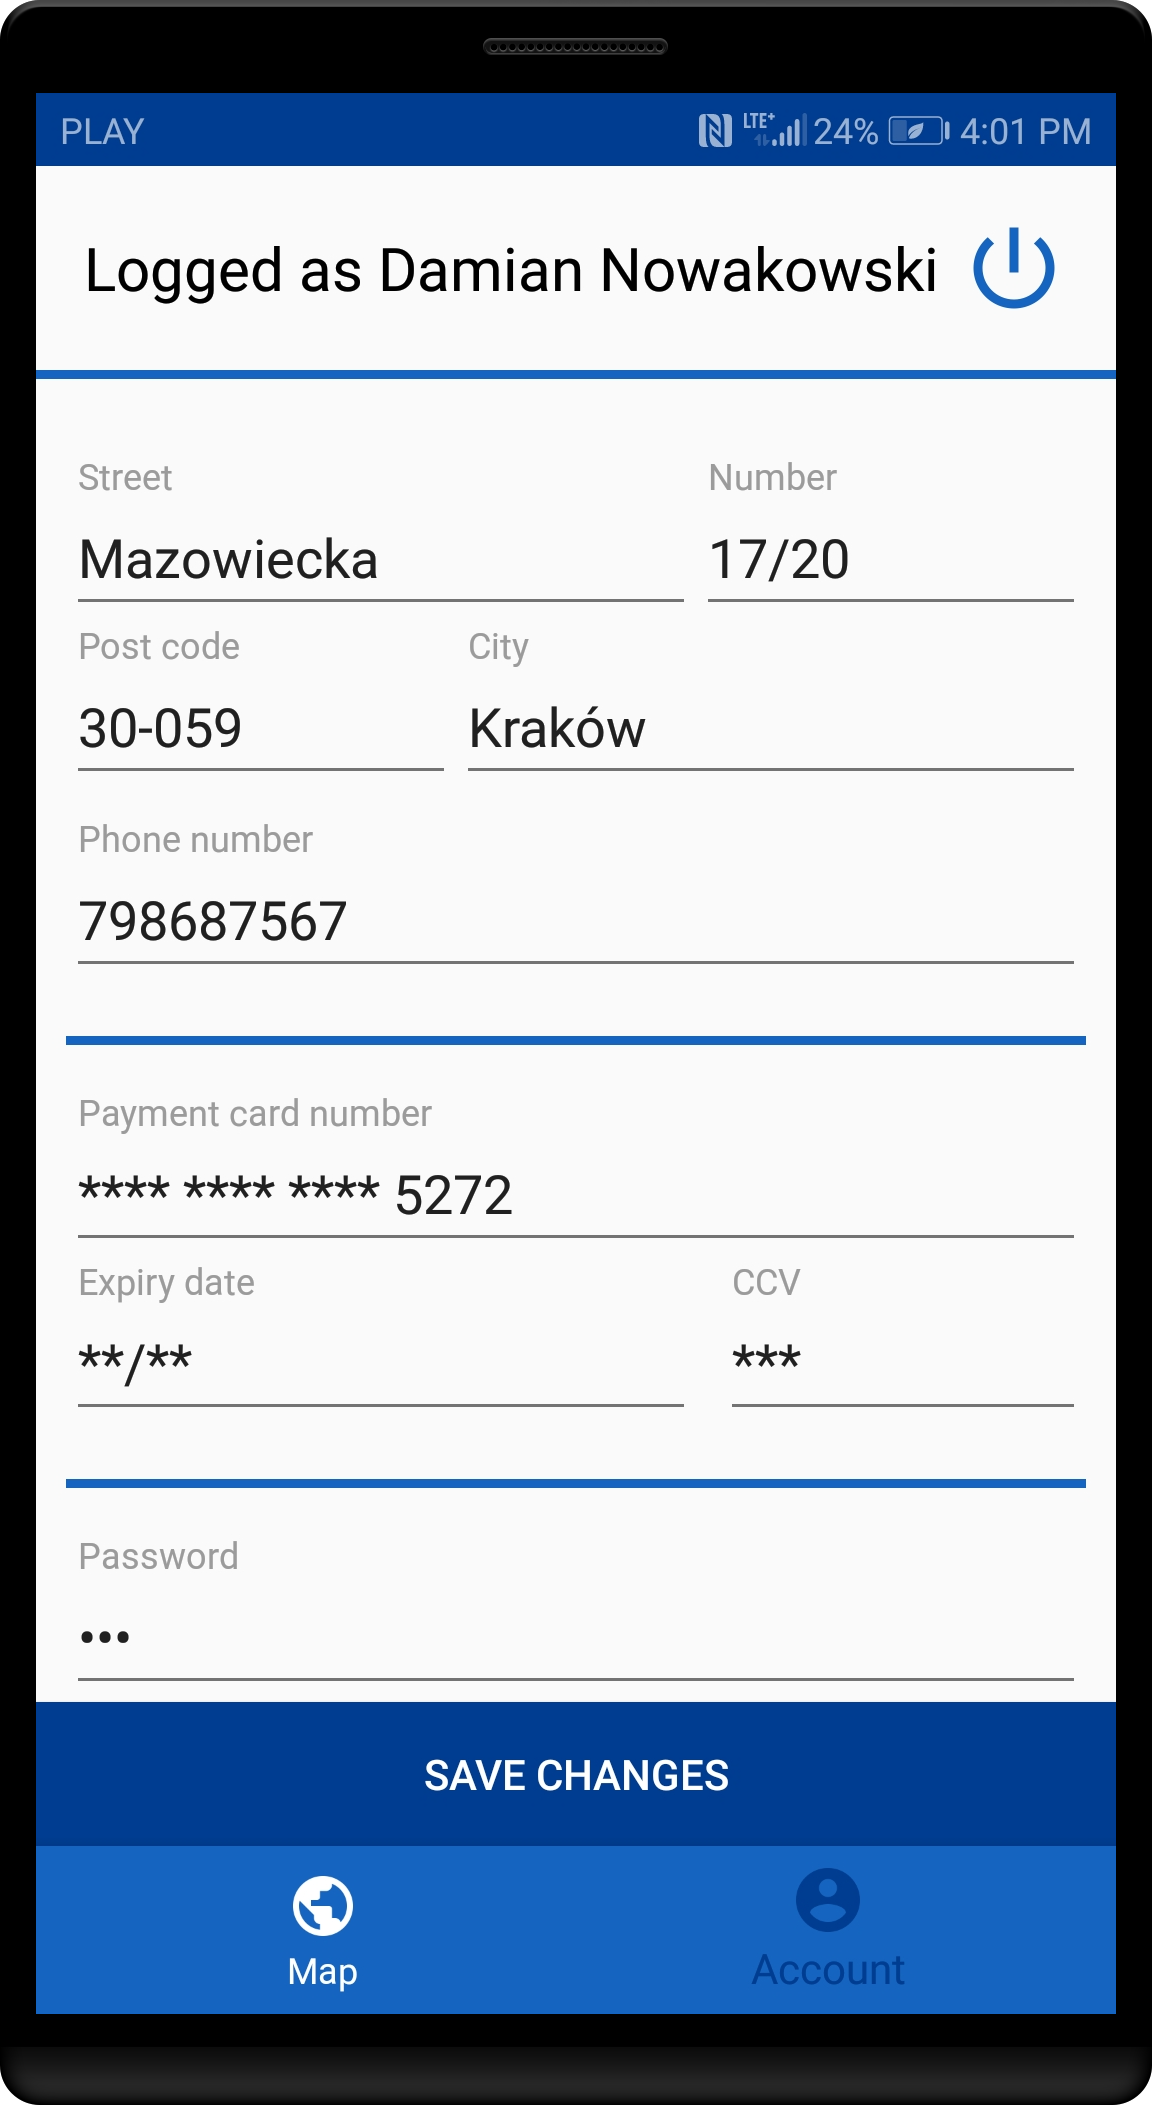 PLAY LTE+ 24% 4:01 PM
Logged as Damian Nowakowski
Street Number
Mazowiecka 17/20
Post code City
30-059 Kraków
Phone number
798687567
Payment card number
**** **** **** 5272
Expiry date CCV
**/** ***
Password
•••
SAVE CHANGES
Map Account